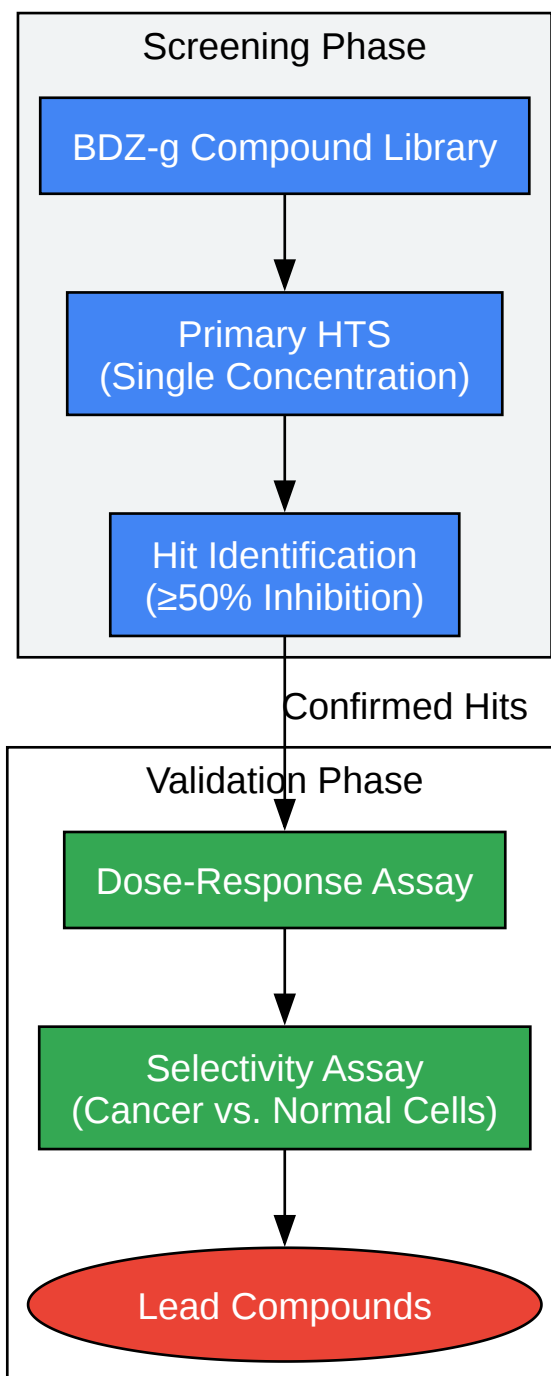 Screening Phase
BDZ-g Compound Library
Primary HTS
(Single Concentration)
Hit Identification
(≥50% Inhibition)
Confirmed Hits
Validation Phase
Dose-Response Assay
Selectivity Assay
(Cancer vs. Normal Cells)
Lead Compounds